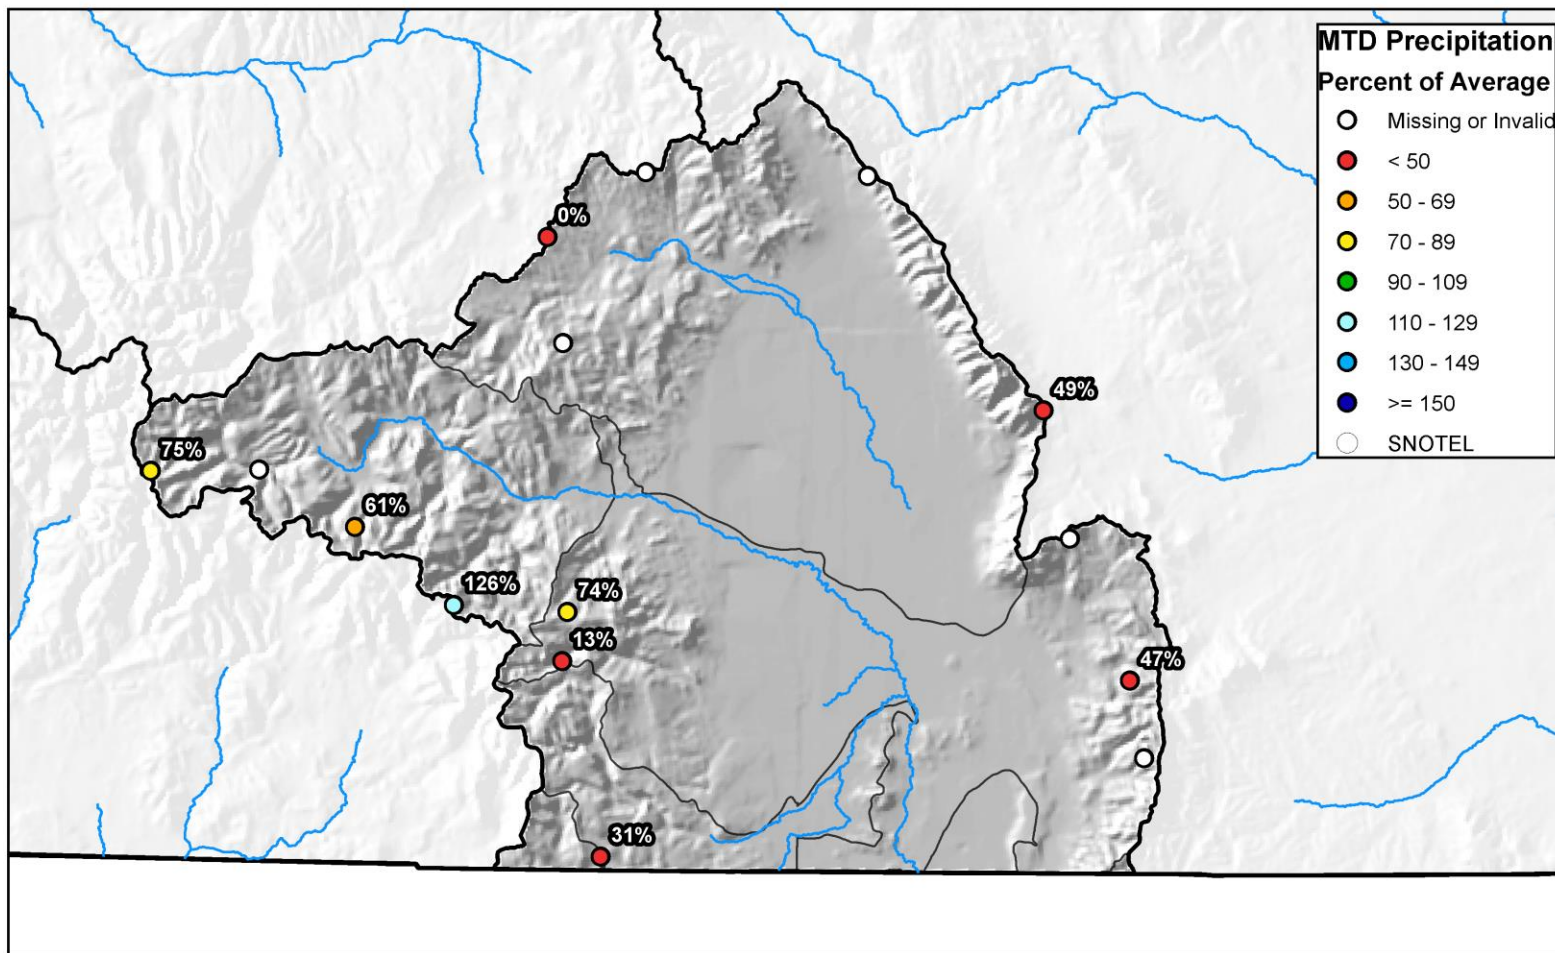 MTD Precipitation
Percent of Average
Missing or Invalid
< 50
50 - 69
70 - 89
90 - 109
110 - 129
130 - 149
>= 150
SNOTEL
0%
49%
75%
61%
126%
74%
13%
47%
31%